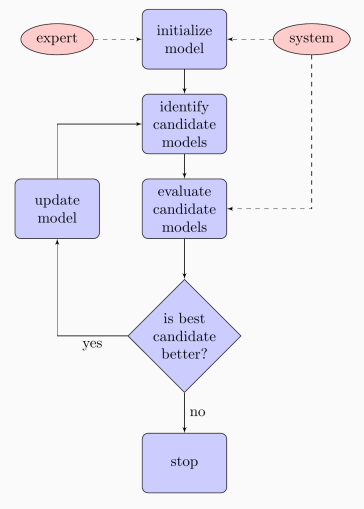 expert
initialize
model
system
identify
candidate
models
update
model
evaluate
candidate
models
is best
candidate
better?
yes
no
stop